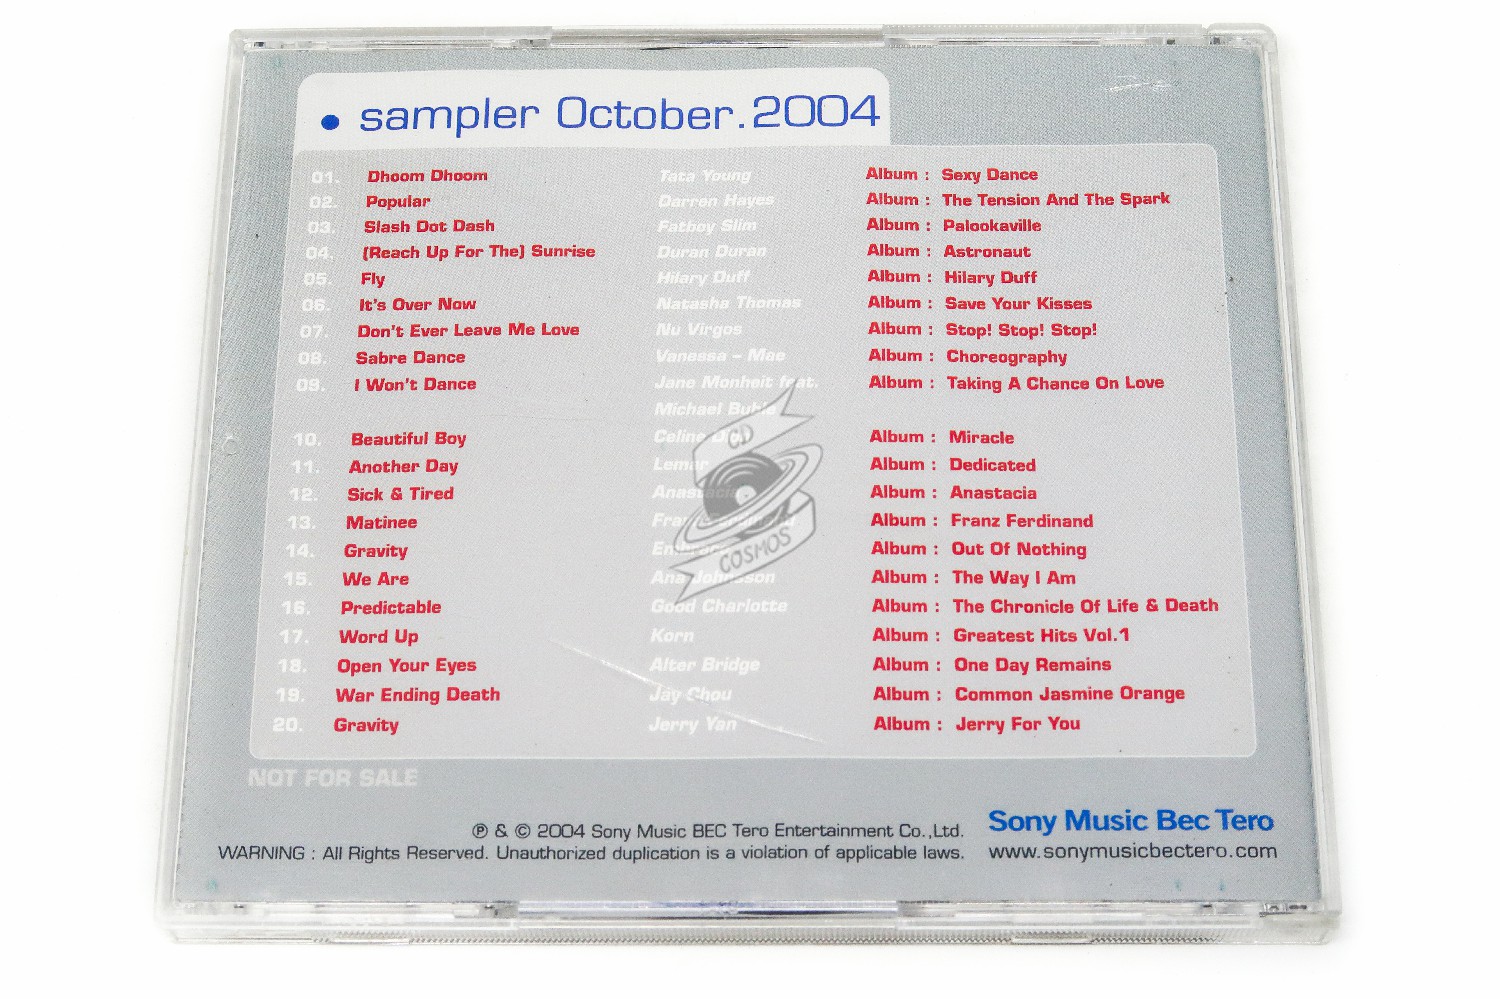 • sampler October.2004
01. Dhoom Dhoom Tata Young Album : Sexy Dance
02. Popular Darren Hayes Album : The Tension And The Spark
03. Slash Dot Dash Fatboy Slim Album : Palookaville
04. (Reach Up For The) Sunrise Duran Duran Album : Astronaut
05. Fly Hilary Duff Album : Hilary Duff
06. It's Over Now Natasha Thomas Album : Save Your Kisses
07. Don't Ever Leave Me Love Nu Virgos Album : Stop! Stop! Stop!
08. Sabre Dance Vanessa - Mae Album : Choreography
09. I Won't Dance Jane Monheit feat. Album : Taking A Chance On Love
Michael Buble
10. Beautiful Boy Celine Dion Album : Miracle
11. Another Day Lemar Album : Dedicated
12. Sick & Tired Anastacia Album : Anastacia
13. Matinee Franz Ferdinand Album : Franz Ferdinand
14. Gravity Embrace Album : Out Of Nothing
15. We Are Ana Johnsson Album : The Way I Am
16. Predictable Good Charlotte Album : The Chronicle Of Life & Death
17. Word Up Korn Album : Greatest Hits Vol.1
18. Open Your Eyes Alter Bridge Album : One Day Remains
19. War Ending Death Jay Chou Album : Common Jasmine Orange
20. Gravity Jerry Yan Album : Jerry For You
CD
COSMOS
NOT FOR SALE
℗ & © 2004 Sony Music BEC Tero Entertainment Co.,Ltd.
WARNING : All Rights Reserved. Unauthorized duplication is a violation of applicable laws.
Sony Music Bec Tero
www.sonymusicbectero.com